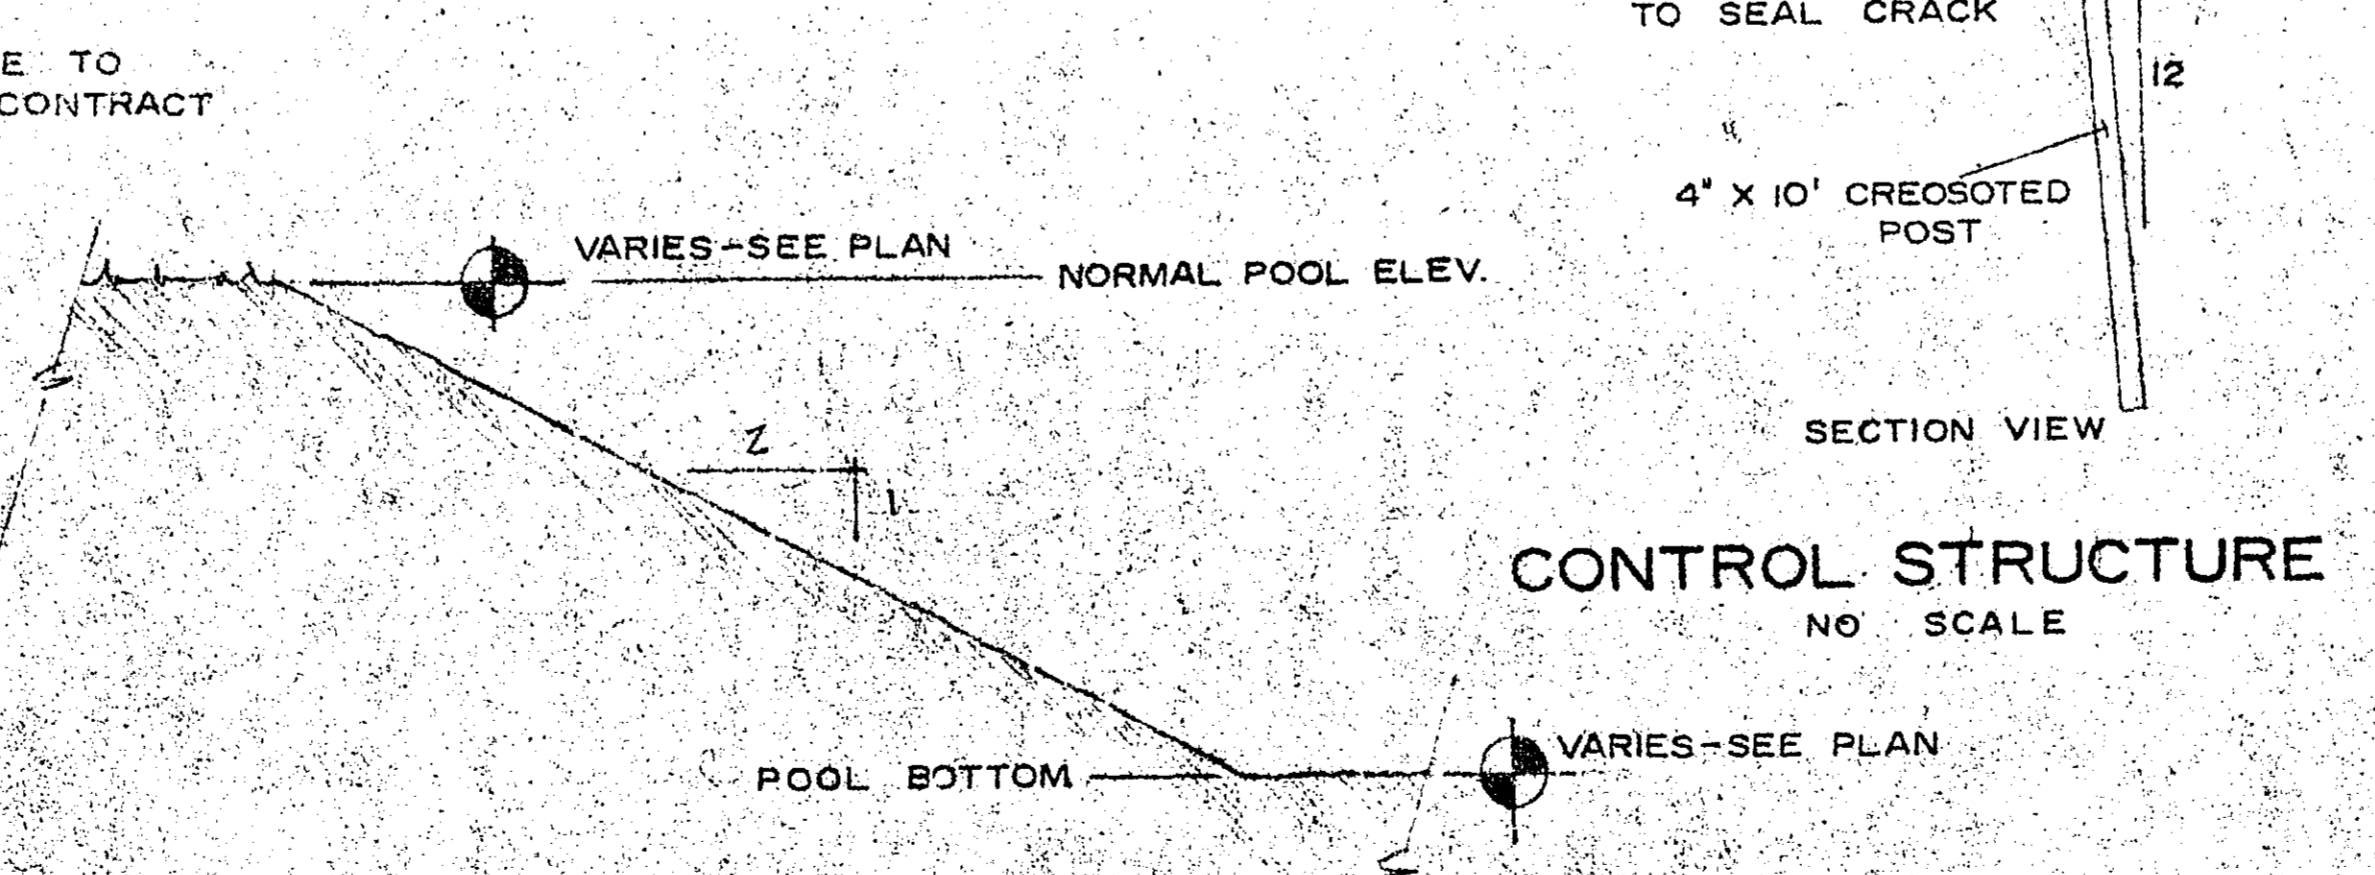 TO SEAL CRACK
E TO
CONTRACT
12
4" X 10' CREOSOTED
POST
VARIES-SEE PLAN
NORMAL POOL ELEV.
2
1
SECTION VIEW
CONTROL STRUCTURE
NO SCALE
VARIES-SEE PLAN
POOL BOTTOM